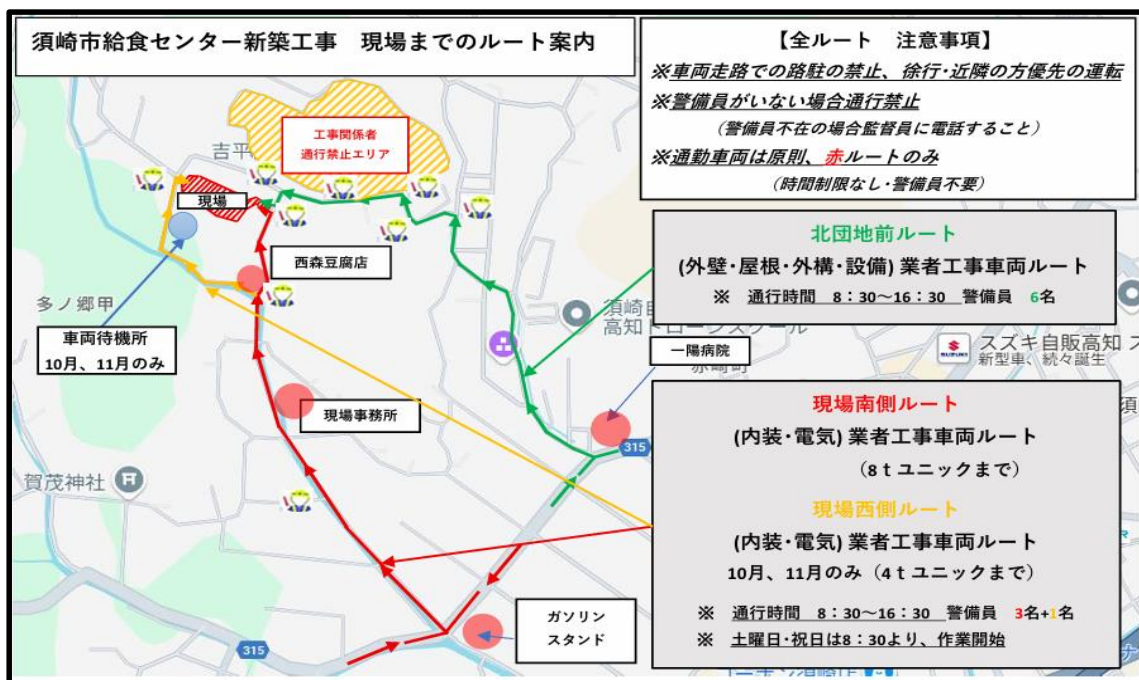 須崎市給食センター新築工事　現場までのルート案内
【全ルート　注意事項】
※車両走路での路駐の禁止、徐行・近隣の方優先の運転
※警備員がいない場合通行禁止
（警備員不在の場合監督員に電話すること）
※通勤車両は原則、赤ルートのみ
（時間制限なし・警備員不要）
工事関係者
通行禁止エリア
吉平
現場
西森豆腐店
多ノ郷甲
車両待機所
10月、11月のみ
北団地前ルート
(外壁・屋根・外構・設備) 業者工事車両ルート
※　通行時間　8：30～16：30　警備員　6名
須崎自
高知ドローンスクール
一陽病院
SUZUKI
スズキ自販高知 ス
新型車、続々誕生
現場事務所
315
須
賀茂神社
現場南側ルート
(内装・電気) 業者工事車両ルート
（8ｔユニックまで）
現場西側ルート
(内装・電気) 業者工事車両ルート
10月、11月のみ（4ｔユニックまで）
※　通行時間　8：30～16：30　警備員　3名+1名
※　土曜日・祝日は8：30より、作業開始
ガソリン
スタンド
315